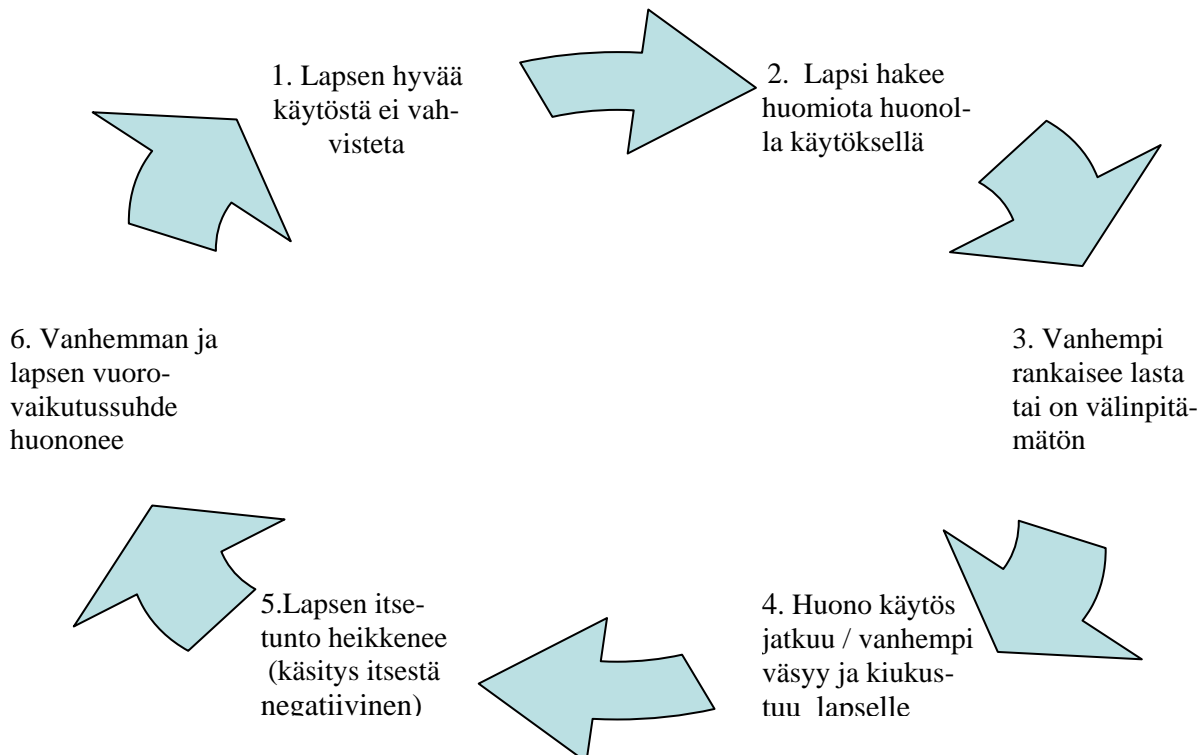 1. Lapsen hyvää
käytöstä ei vah-
visteta
2. Lapsi hakee
huomiota huonol-
la käytöksellä
3. Vanhempi
rankaisee lasta
tai on välinpitä-
mätön
4. Huono käytös
jatkuu / vanhempi
väsyy ja kiukus-
tuu lapselle
5.Lapsen itse-
tunto heikkenee
(käsitys itsestä
negatiivinen)
6. Vanhemman ja
lapsen vuoro-
vaikutussuhde
huononee